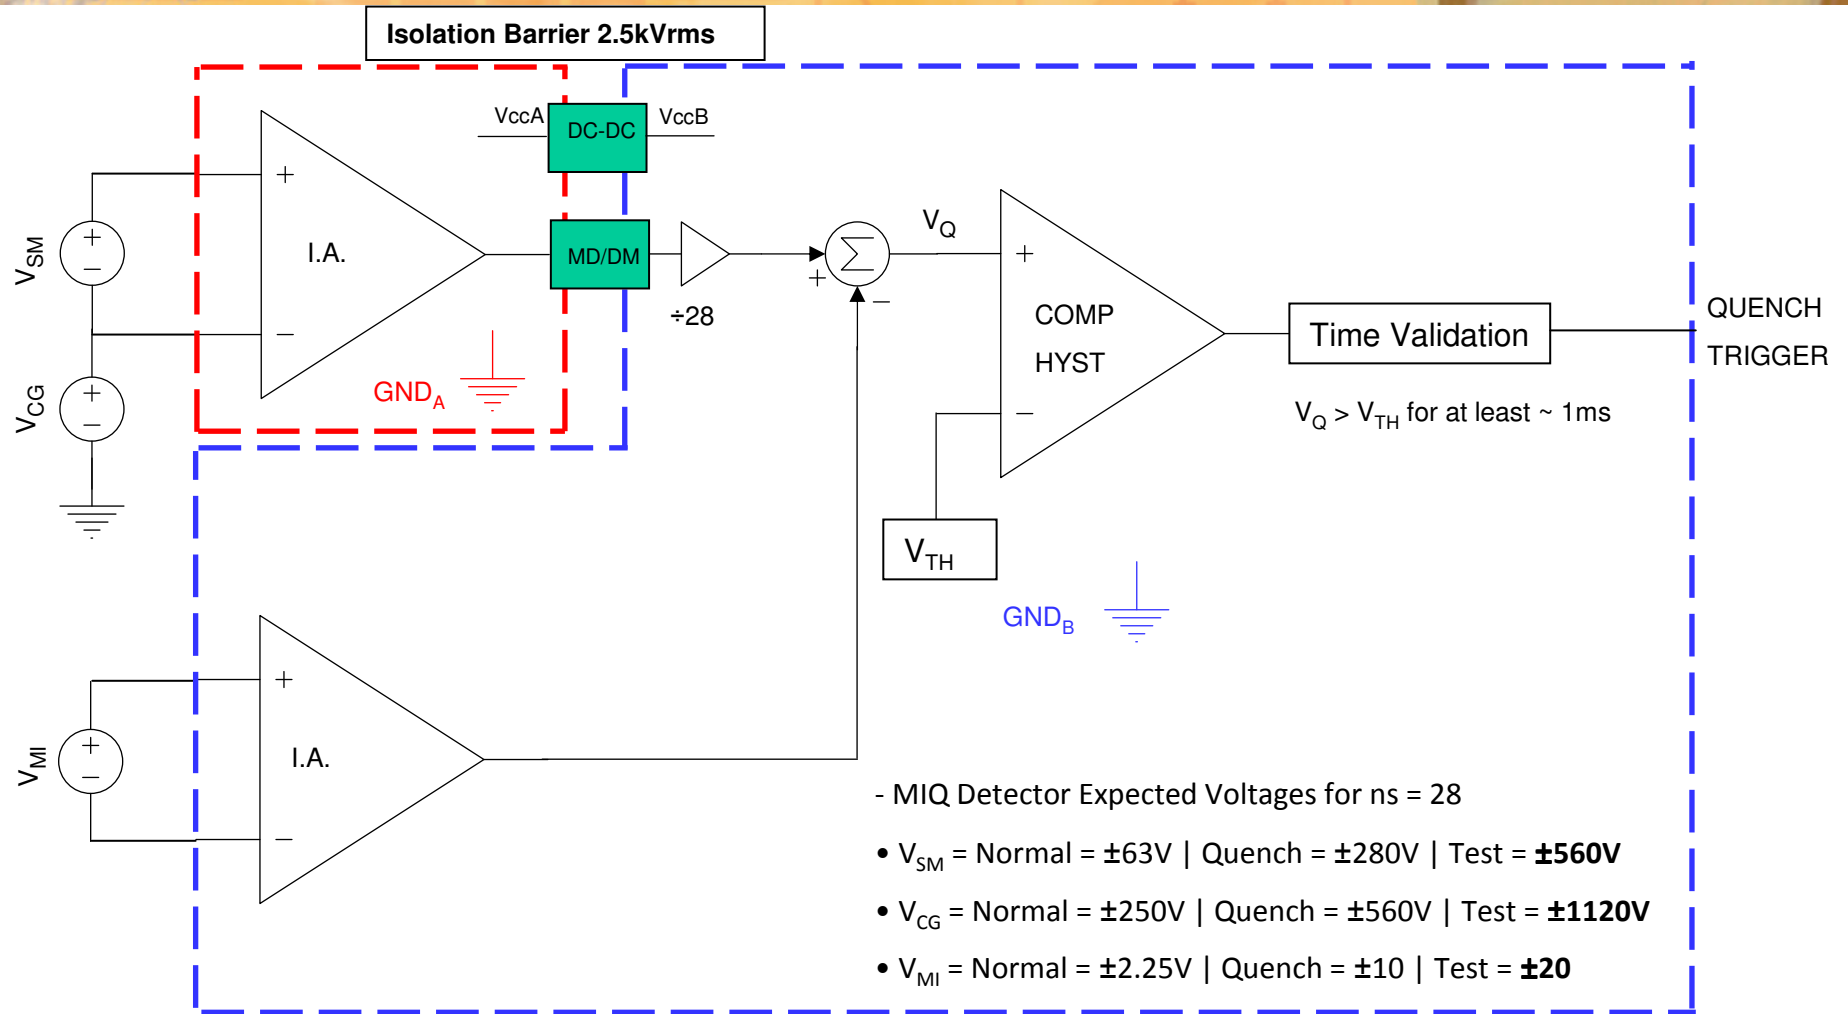 Isolation Barrier 2.5kVrms
VccA
DC-DC
VccB
+
I.A.
−
V_SM
+
−
V_CG
+
−
MD/DM
÷28
GND_A
+
Σ
−
V_Q
+
COMP
HYST
−
V_TH
GND_B
Time Validation
V_Q > V_TH for at least ~ 1ms
QUENCH
TRIGGER
V_MI
+
−
+
I.A.
−
- MIQ Detector Expected Voltages for ns = 28
• V_SM = Normal = ±63V | Quench = ±280V | Test = ±560V
• V_CG = Normal = ±250V | Quench = ±560V | Test = ±1120V
• V_MI = Normal = ±2.25V | Quench = ±10 | Test = ±20